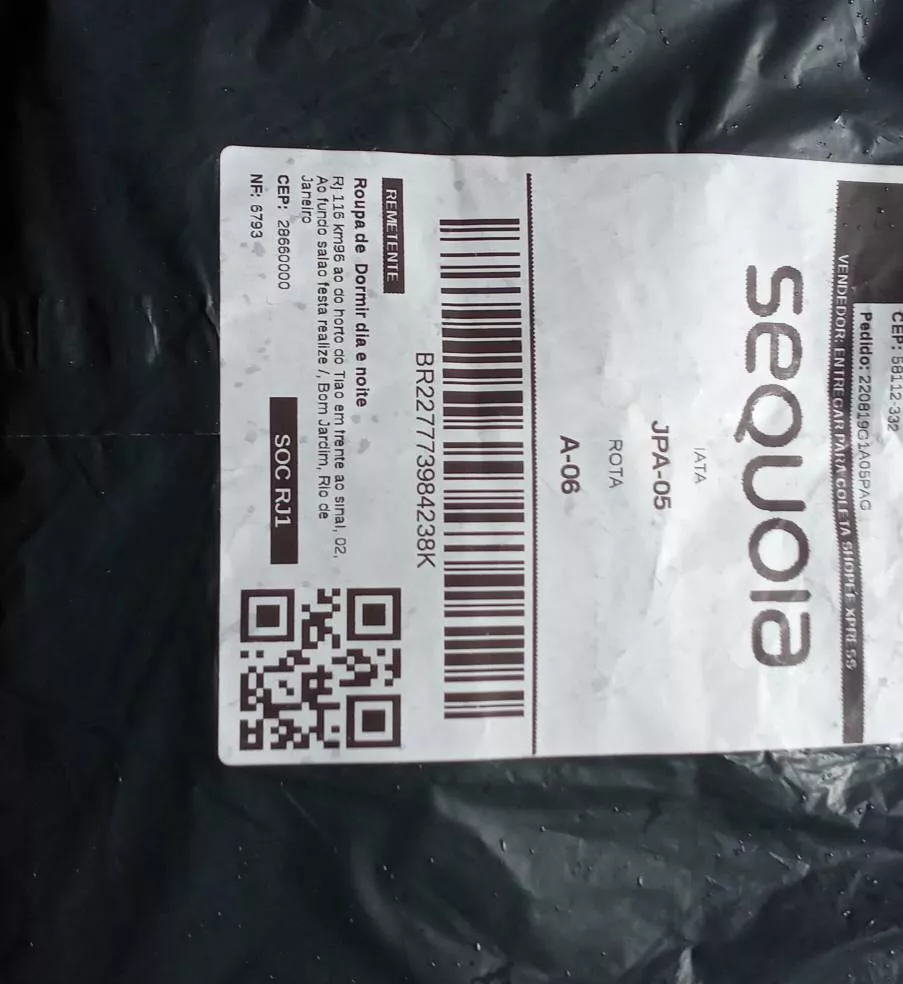 CEP: 58112-332
Pedido: 220819G1A05PAG
VENDEDOR: ENTREGAR PARA COLETA SHOPEE XPRESS
sequoia
IATA
JPA-05
ROTA
A-06
BR227773984238K
REMETENTE
Roupa de Dormir dia e noite
RJ 116 km96 ao do horto do Tiao em frente ao sinal, 02,
Ao fundo salao festa realize /, Bom Jardim, Rio de
Janeiro
CEP: 28660000
NF: 6793
SOC RJ1